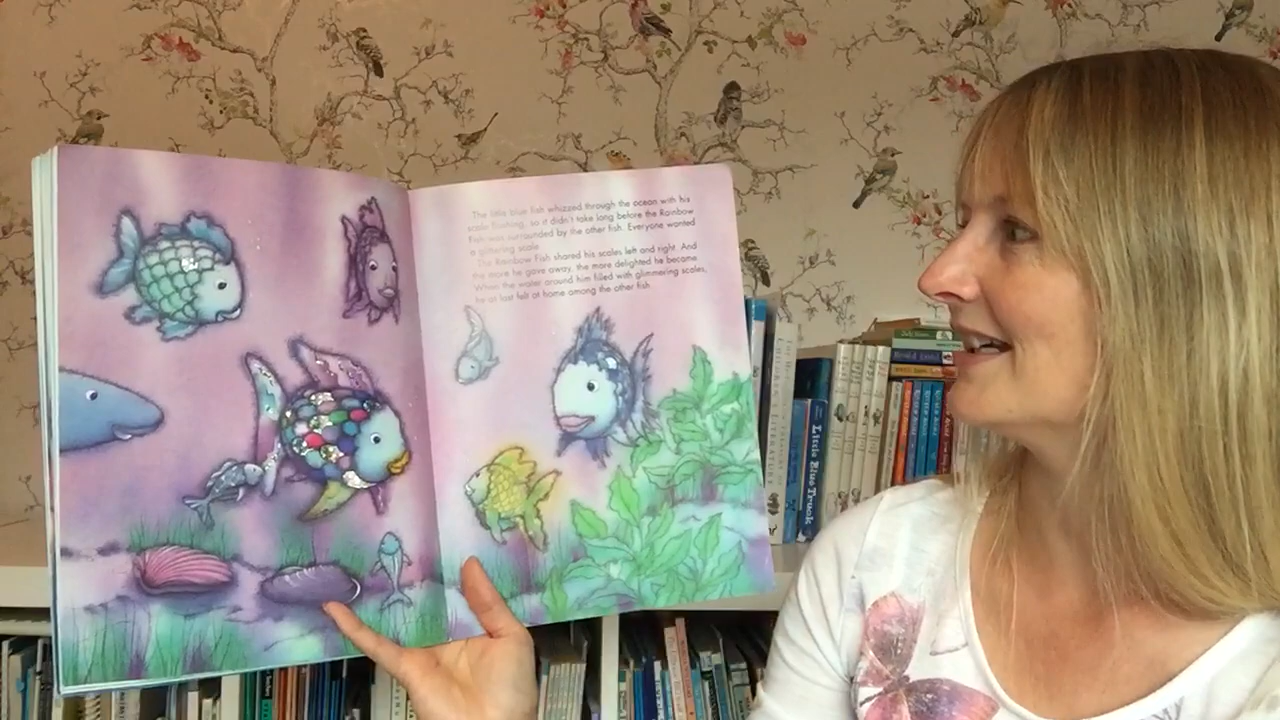 The little blue fish whizzed through the ocean with his
scale flashing, so it didn't take long before the Rainbow
Fish was surrounded by the other fish. Everyone wanted
a glittering scale.
The Rainbow Fish shared his scales left and right. And
the more he gave away, the more delighted he became.
When the water around him filled with glimmering scales,
he at last felt at home among the other fish.
Little Blue Truck